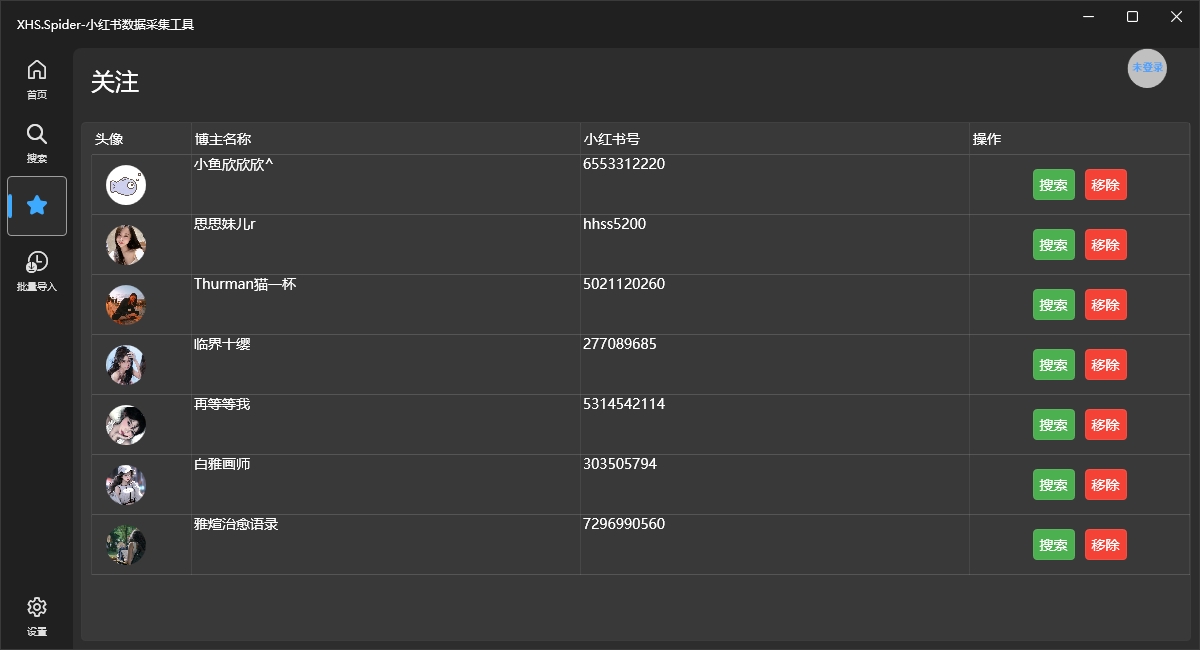 XHS.Spider-小红书数据采集工具
首页
搜索
批量导入
设置
关注
未登录
头像 博主名称 小红书号 操作
小鱼欣欣欣^ 6553312220 搜索 移除
思思妹儿r hhss5200 搜索 移除
Thurman猫一杯 5021120260 搜索 移除
临界十缨 277089685 搜索 移除
再等等我 5314542114 搜索 移除
白雅画师 303505794 搜索 移除
雅煊治愈语录 7296990560 搜索 移除